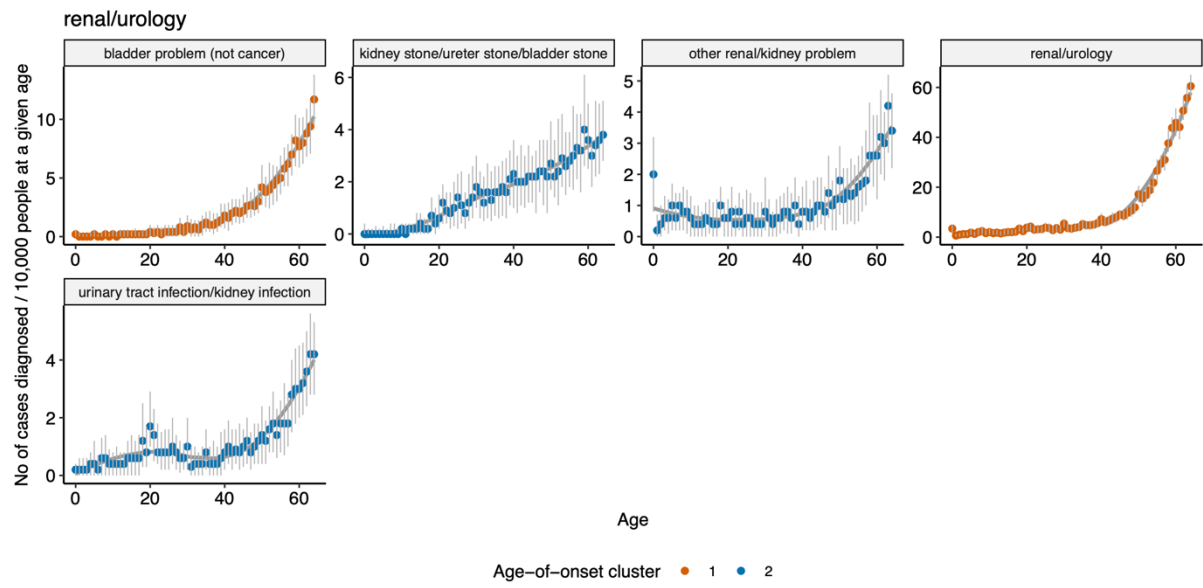 renal/urology
bladder problem (not cancer)
kidney stone/ureter stone/bladder stone
other renal/kidney problem
renal/urology
10
5
0
0 20 40 60
6
4
2
0
0 20 40 60
5
4
3
2
1
0
0 20 40 60
60
40
20
0
0 20 40 60
No of cases diagnosed / 10,000 people at a given age
urinary tract infection/kidney infection
4
2
0
0 20 40 60
Age
Age−of−onset cluster 1 2